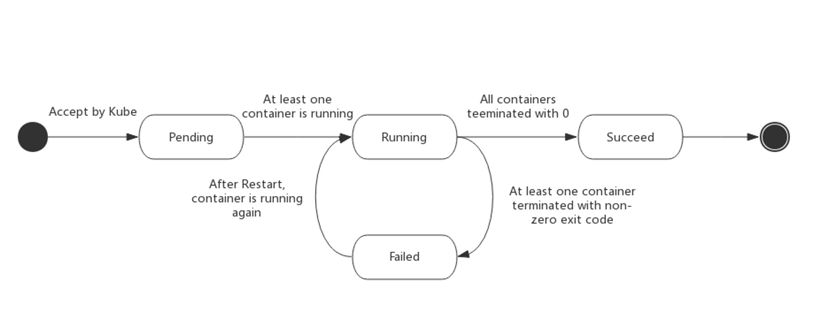 Accept by Kube
At least one
container is running
All containers
teeminated with 0
Pending
Running
Succeed
After Restart,
container is running
again
At least one container
terminated with non-
zero exit code
Failed